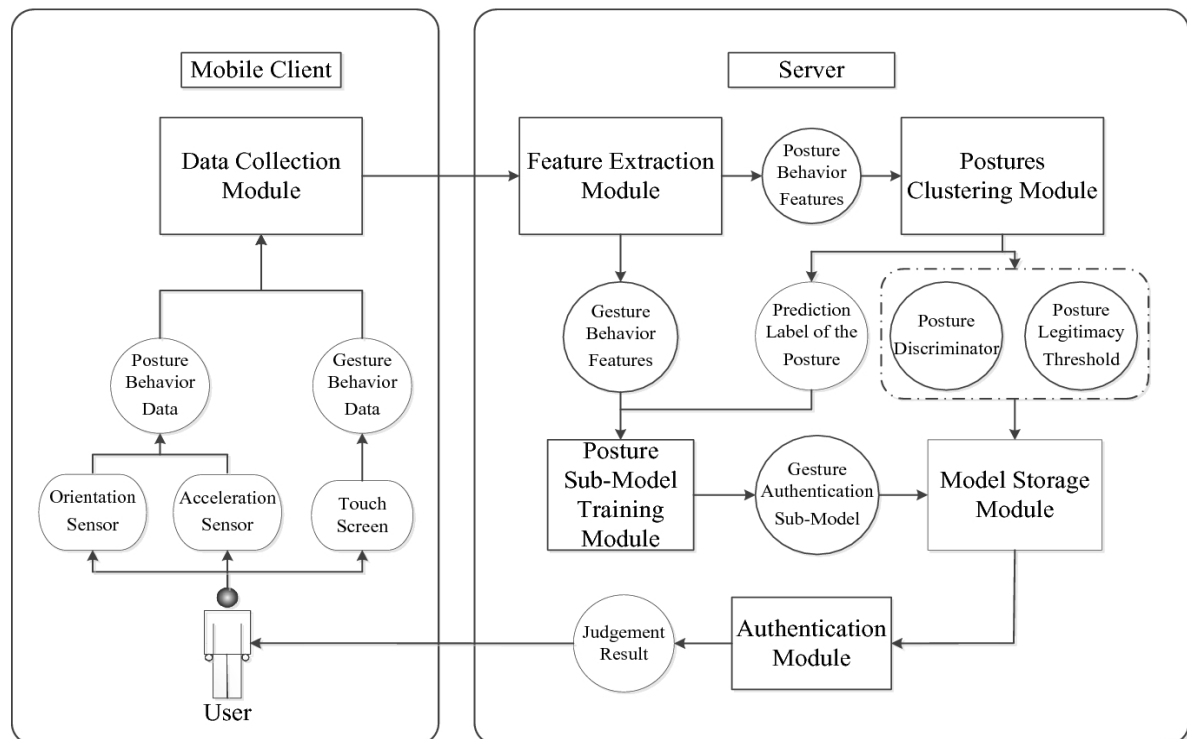 Mobile Client
Server
Data Collection
Module
Feature Extraction
Module
Posture
Behavior
Features
Postures
Clustering Module
Posture
Behavior
Data
Gesture
Behavior
Data
Gesture
Behavior
Features
Prediction
Label of the
Posture
Posture
Discriminator
Posture
Legitimacy
Threshold
Orientation
Sensor
Acceleration
Sensor
Touch
Screen
Posture
Sub-Model
Training
Module
Gesture
Authentication
Sub-Model
Model Storage
Module
User
Judgement
Result
Authentication
Module